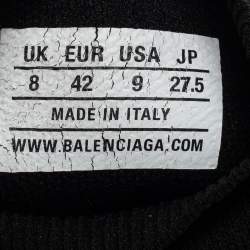 UK EUR USA JP
8 42 9 27.5
MADE IN ITALY
WWW.BALENCIAGA.COM